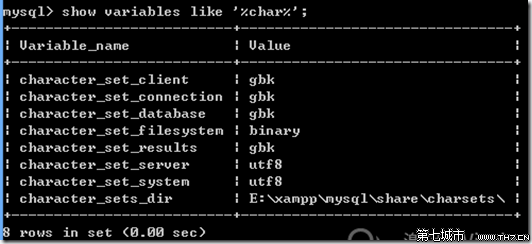 mysql> show variables like '%char%';
+--------------------------+--------------------------------+
| Variable_name | Value |
+--------------------------+--------------------------------+
| character_set_client | gbk |
| character_set_connection | gbk |
| character_set_database | gbk |
| character_set_filesystem | binary |
| character_set_results | gbk |
| character_set_server | utf8 |
| character_set_system | utf8 |
| character_sets_dir | E:\xampp\mysql\share\charsets\ |
+--------------------------+--------------------------------+
8 rows in set (0.00 sec)
第七城市 WWW.TH7.CN